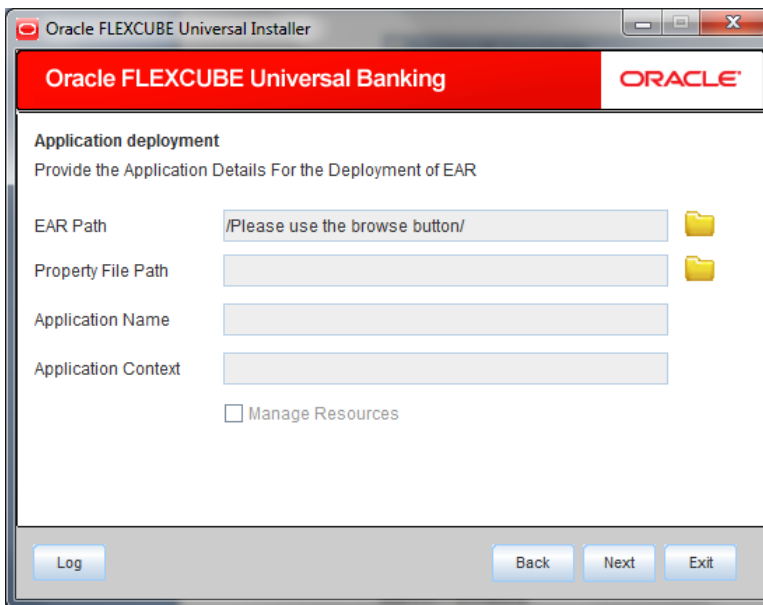 Oracle FLEXCUBE Universal Installer
Oracle FLEXCUBE Universal Banking
ORACLE®
Application deployment
Provide the Application Details For the Deployment of EAR
EAR Path /Please use the browse button/
Property File Path
Application Name
Application Context
Manage Resources
Log Back Next Exit